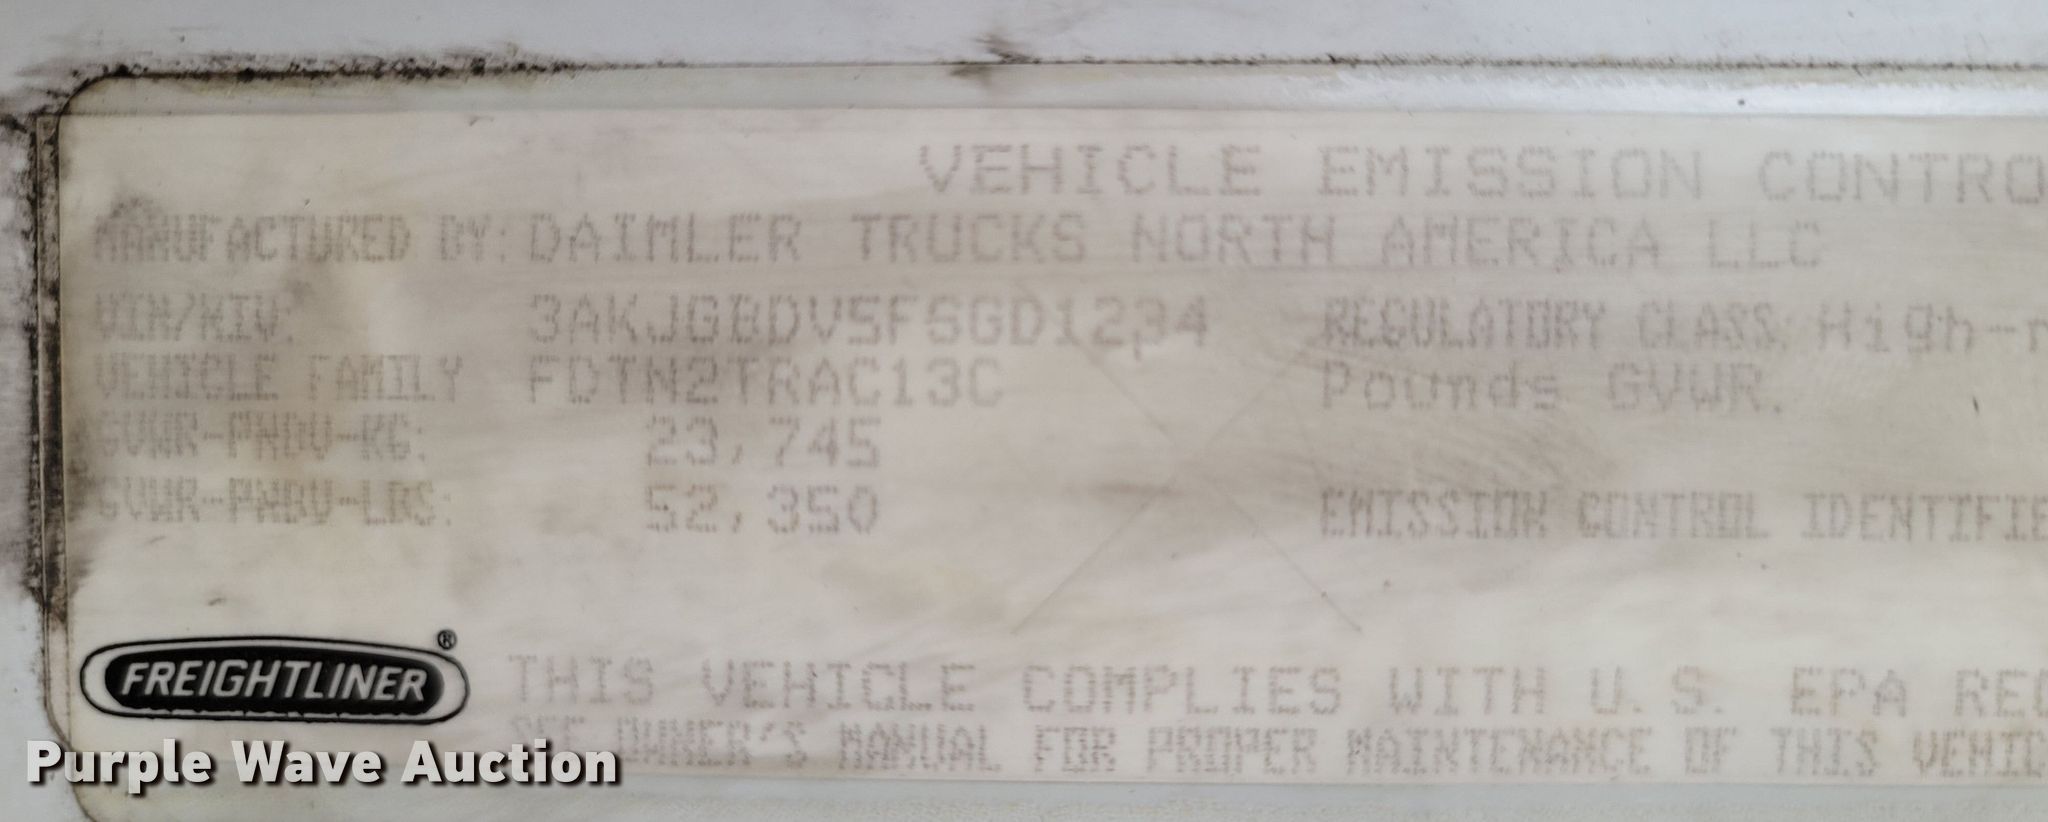 VEHICLE EMISSION CONTRO
MANUFACTURED BY: DAIMLER TRUCKS NORTH AMERICA LLC
VIN/NIV: 3AKJGBDV5FSGD1234 REGULATORY CLASS: High-r
VEHICLE FAMILY FDTN2TRAC13C Pounds GVWR.
GVWR-PNBV-KG: 23,745
GVWR-PNBV-LBS: 52,350 EMISSION CONTROL IDENTIFIE
FREIGHTLINER®
THIS VEHICLE COMPLIES WITH U.S. EPA REG
SEE OWNER'S MANUAL FOR PROPER MAINTENANCE OF THIS VEHIC
Purple Wave Auction